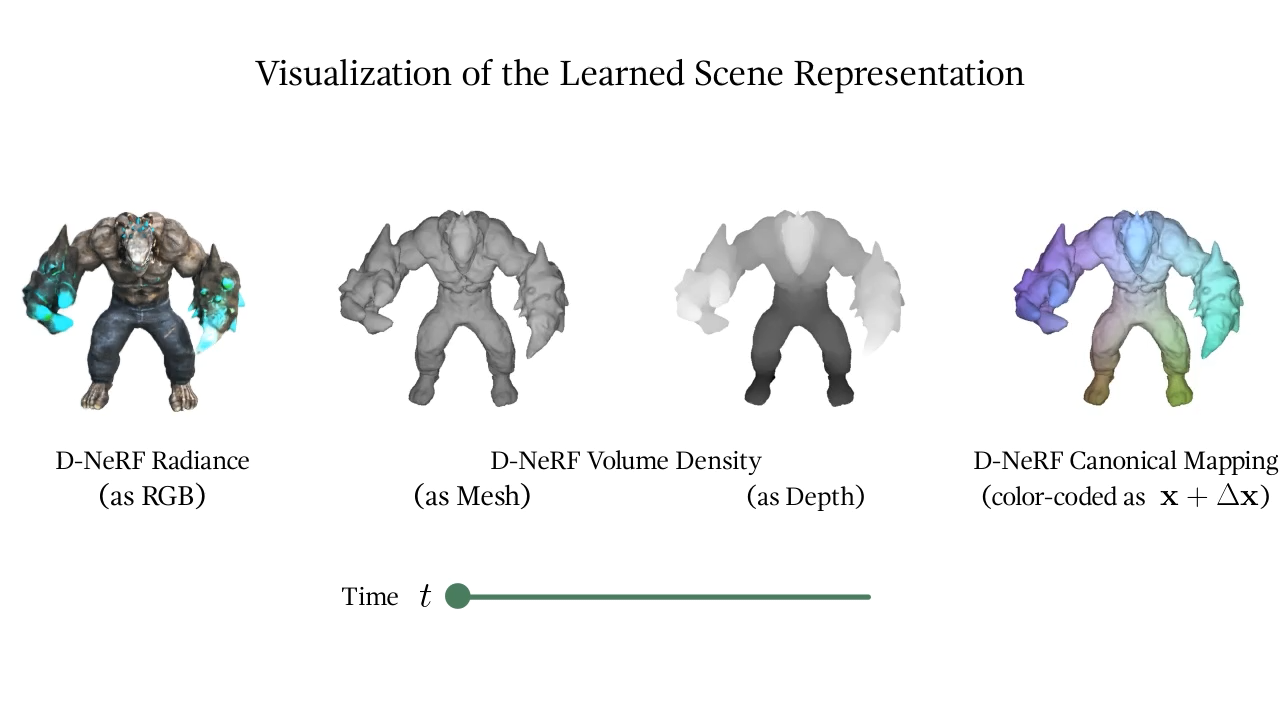 Visualization of the Learned Scene Representation
D-NeRF Radiance
(as RGB)
D-NeRF Volume Density
(as Mesh)
(as Depth)
D-NeRF Canonical Mapping
(color-coded as x + Δx)
Time t